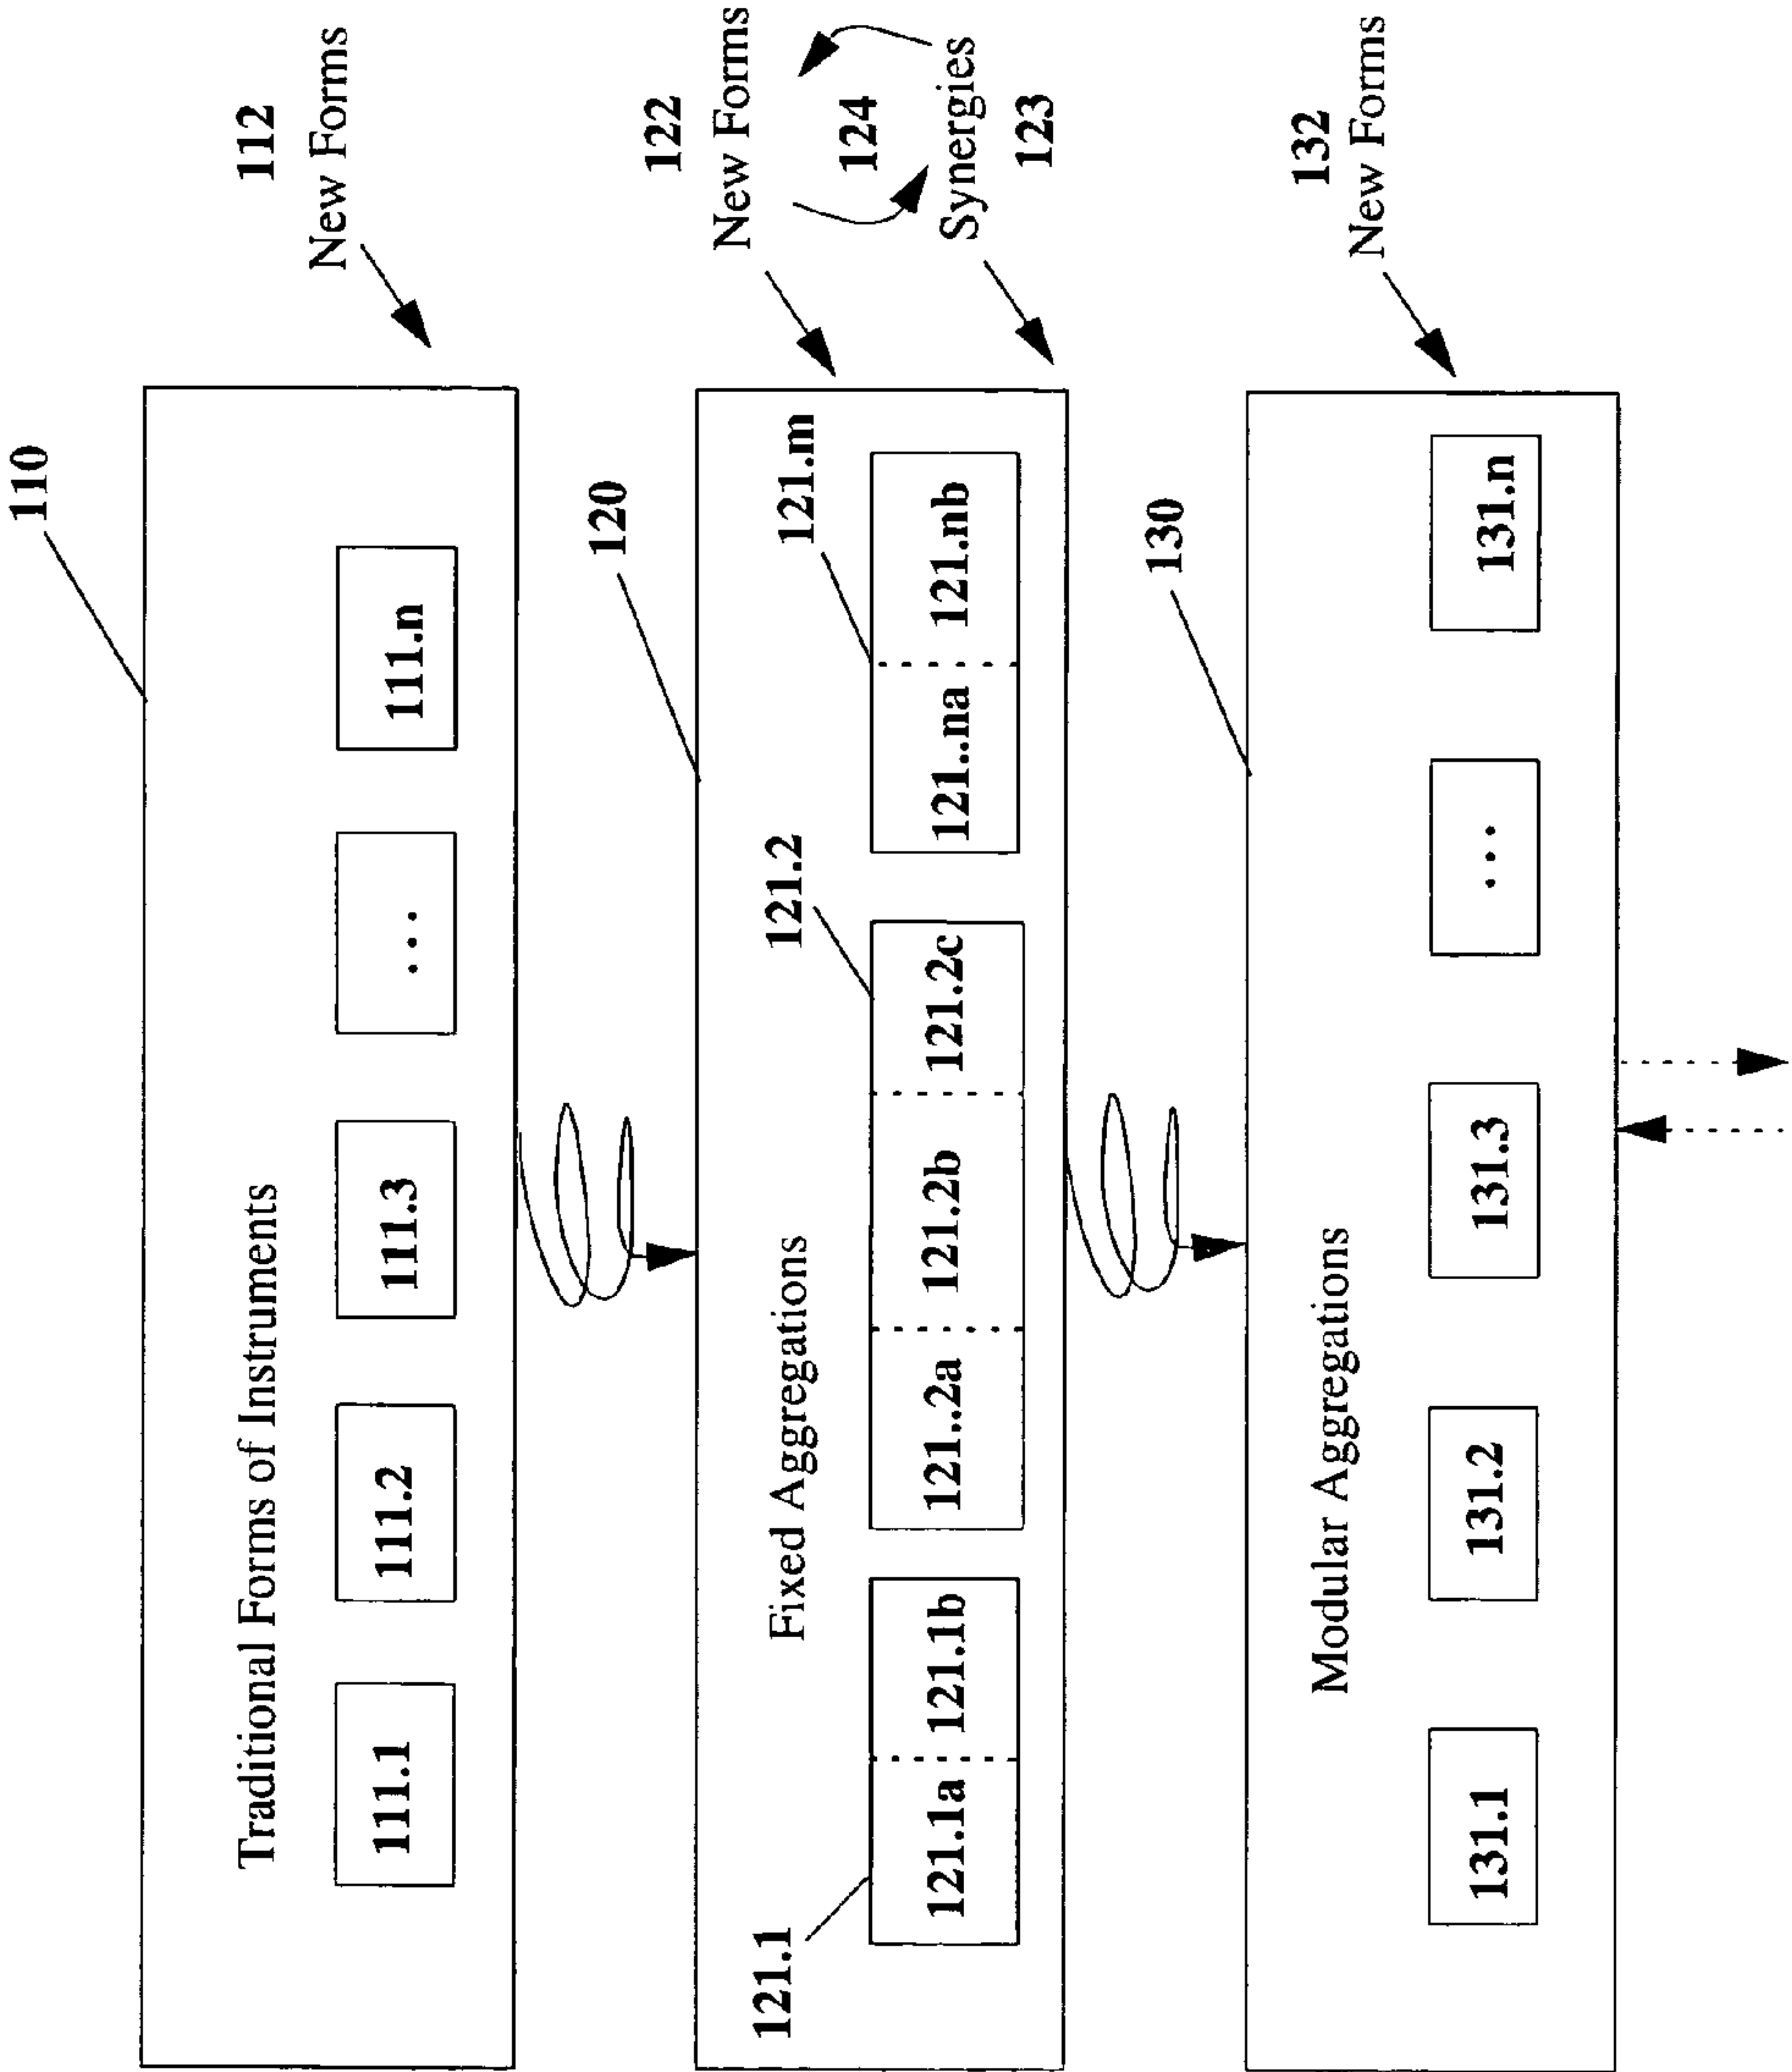 110
112
New Forms
Traditional Forms of Instruments
111.1
111.2
111.3
...
111.n
120
122
New Forms
124
Synergies
123
Fixed Aggregations
121.1
121.2
121.m
121.1a
121.1b
121..2a
121.2b
121.2c
121..na
121.nb
130
132
New Forms
Modular Aggregations
131.1
131.2
131.3
...
131.n